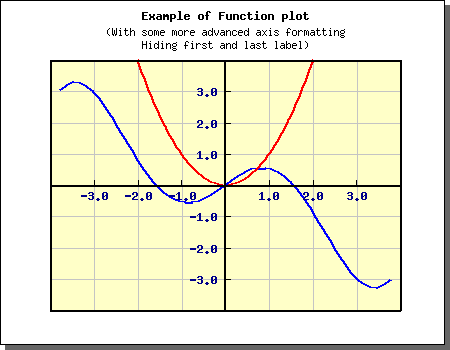 Example of Function plot
(With some more advanced axis formatting
Hiding first and last label)
3.0
2.0
1.0
-3.0 -2.0 -1.0 1.0 2.0 3.0
-1.0
-2.0
-3.0